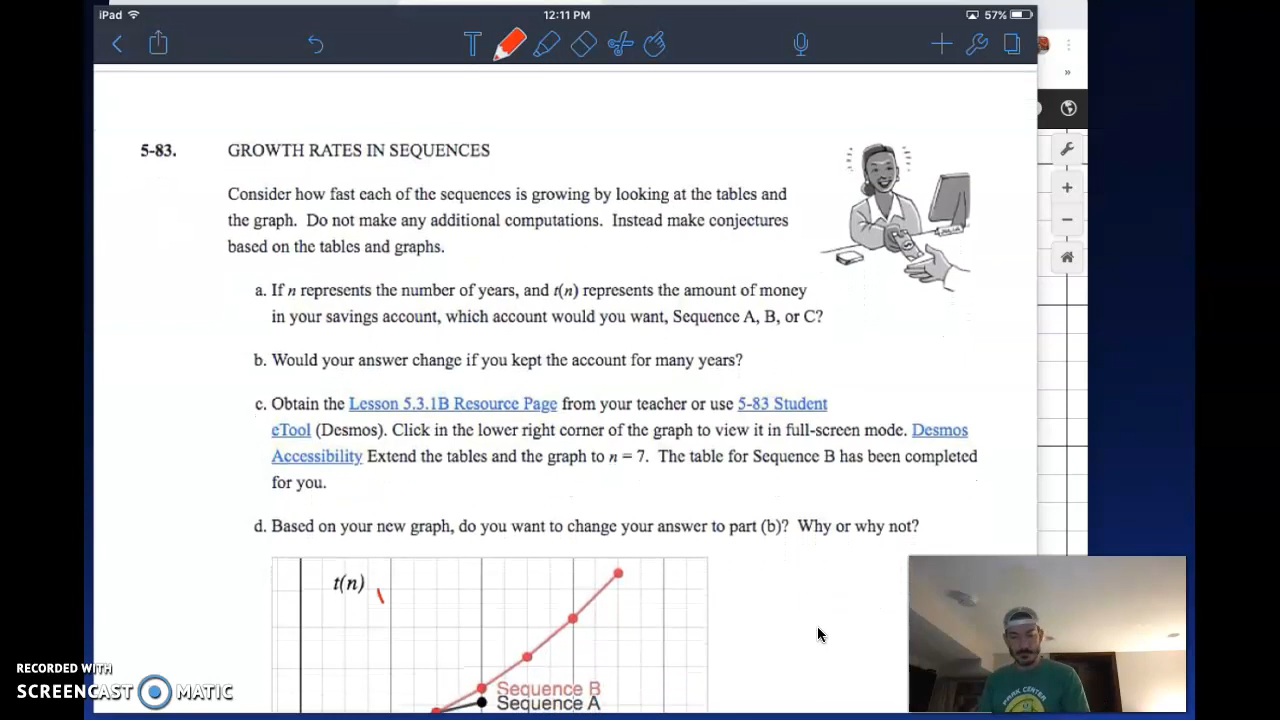 iPad
12:11 PM
57%
5-83.
GROWTH RATES IN SEQUENCES
Consider how fast each of the sequences is growing by looking at the tables and
the graph. Do not make any additional computations. Instead make conjectures
based on the tables and graphs.
a. If n represents the number of years, and t(n) represents the amount of money
in your savings account, which account would you want, Sequence A, B, or C?
b. Would your answer change if you kept the account for many years?
c. Obtain the Lesson 5.3.1B Resource Page from your teacher or use 5-83 Student
eTool (Desmos). Click in the lower right corner of the graph to view it in full-screen mode. Desmos
Accessibility Extend the tables and the graph to n = 7. The table for Sequence B has been completed
for you.
d. Based on your new graph, do you want to change your answer to part (b)? Why or why not?
t(n)
Sequence B
Sequence A
RECORDED WITH
SCREENCAST MATIC